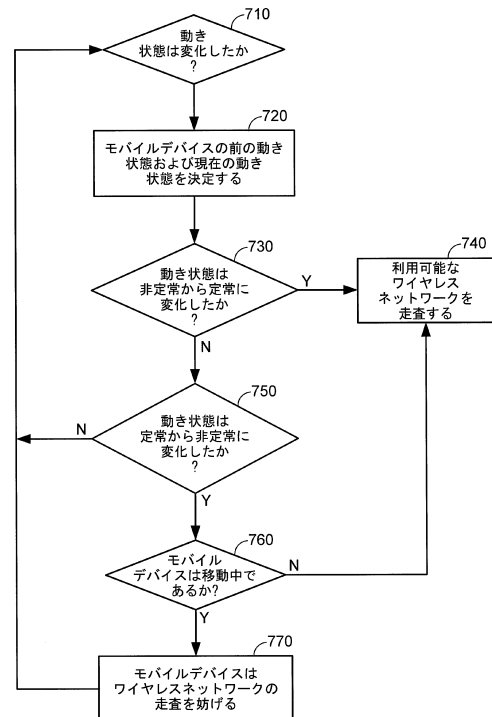 710
動き
状態は変化したか
?
720
モバイルデバイスの前の動き
状態および現在の動き
状態を決定する
730
動き状態は
非定常から定常に
変化したか
?
Y
N
740
利用可能な
ワイヤレス
ネットワークを
走査する
750
動き状態は
定常から非定常に
変化したか
?
N
Y
760
モバイル
デバイスは移動中で
あるか?
N
Y
770
モバイルデバイスは
ワイヤレスネットワークの
走査を妨げる